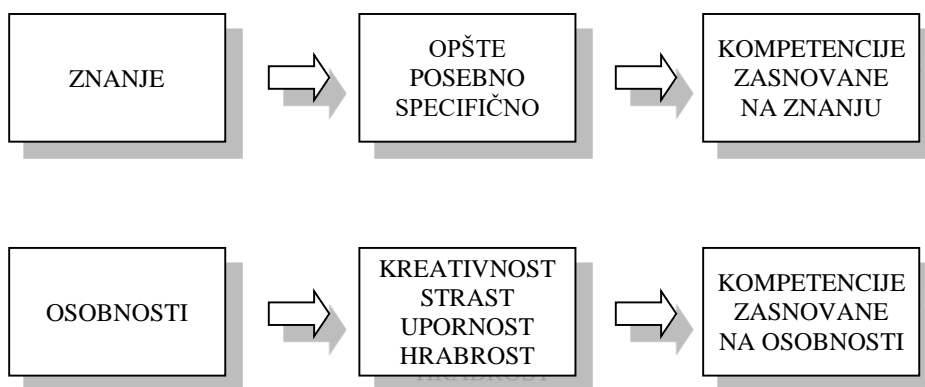 ZNANJE
OPŠTE
POSEBNO
SPECIFIČNO
KOMPETENCIJE
ZASNOVANE
NA ZNANJU
OSOBNOSTI
KREATIVNOST
STRAST
UPORNOST
HRABROST
KOMPETENCIJE
ZASNOVANE
NA OSOBNOSTI